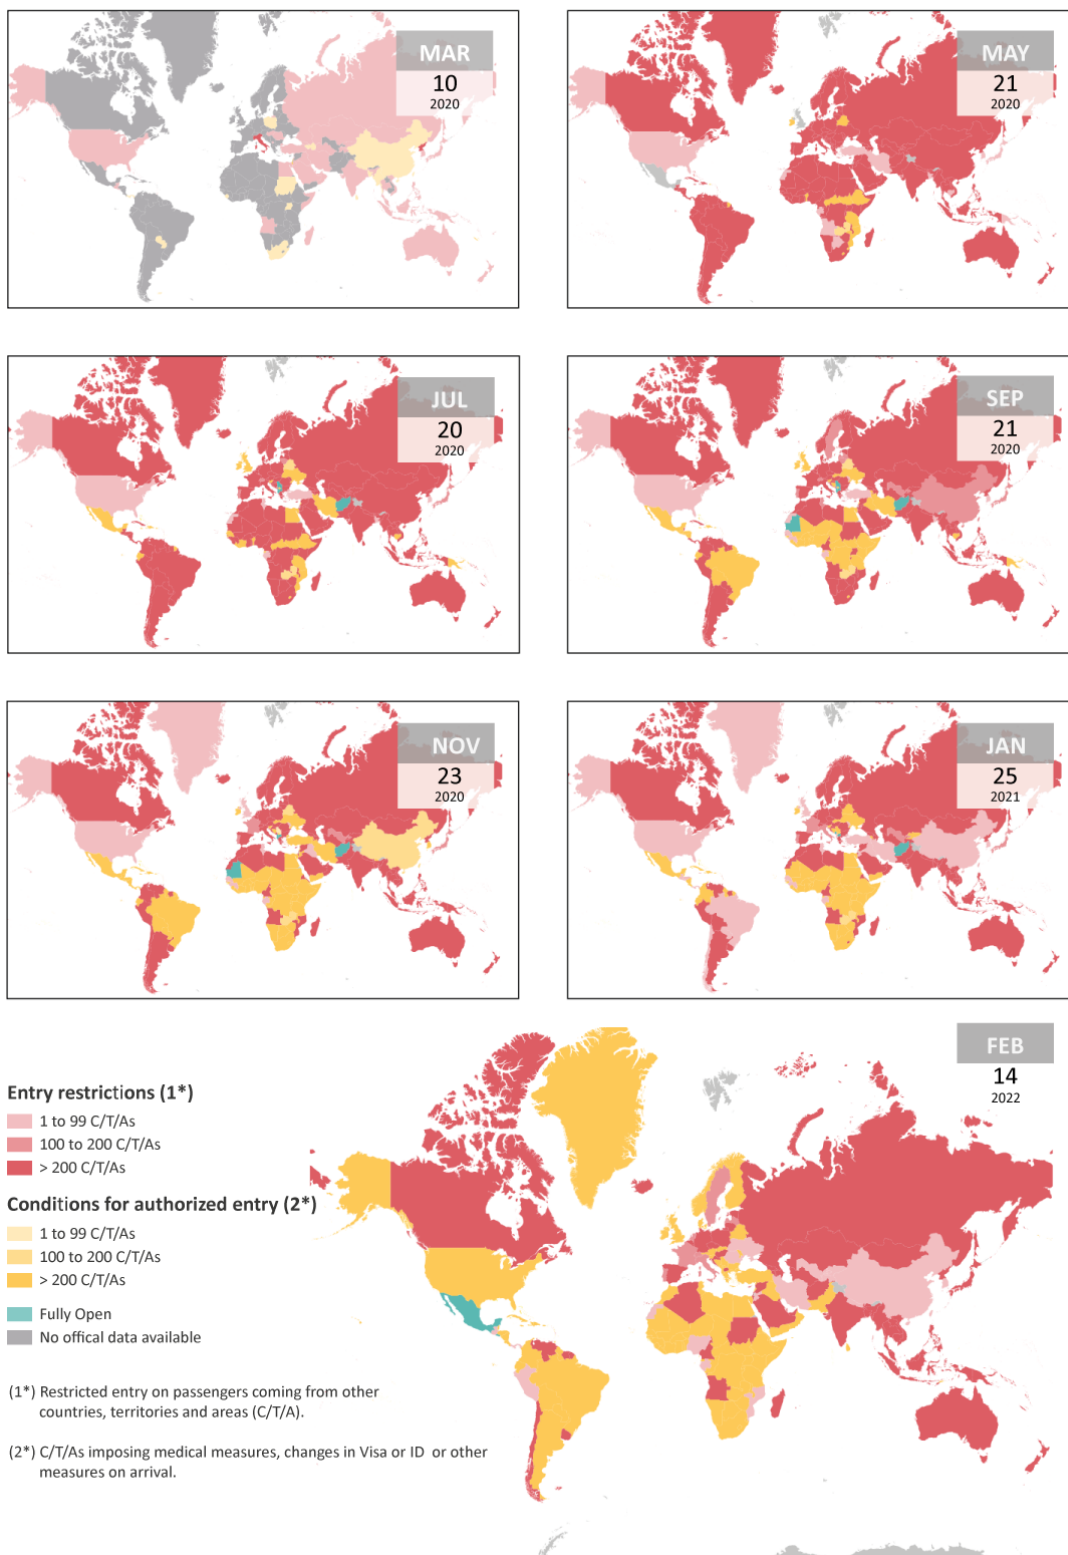 MAR
10
2020
MAY
21
2020
JUL
20
2020
SEP
21
2020
NOV
23
2020
JAN
25
2021
FEB
14
2022
Entry restrictions (1*)
1 to 99 C/T/As
100 to 200 C/T/As
> 200 C/T/As
Conditions for authorized entry (2*)
1 to 99 C/T/As
100 to 200 C/T/As
> 200 C/T/As
Fully Open
No offical data available
(1*) Restricted entry on passengers coming from other
countries, territories and areas (C/T/A).
(2*) C/T/As imposing medical measures, changes in Visa or ID or other
measures on arrival.